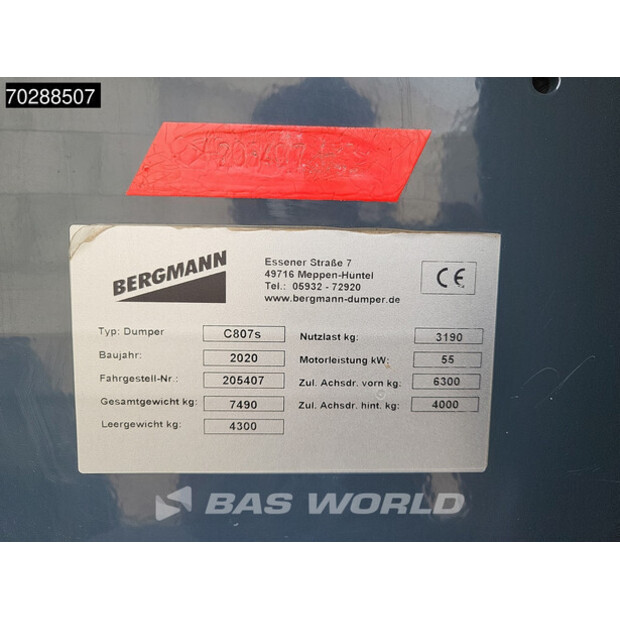 70288507
BERGMANN
Essener Straße 7
49716 Meppen-Huntel
Tel.: 05932 - 72920
www.bergmann-dumper.de
CE
Typ: Dumper C807s
Baujahr: 2020
Fahrgestell-Nr.: 205407
Gesamtgewicht kg: 7490
Leergewicht kg: 4300
Nutzlast kg: 3190
Motorleistung kW: 55
Zul. Achsdr. vorn kg: 6300
Zul. Achsdr. hint. kg: 4000
BAS WORLD